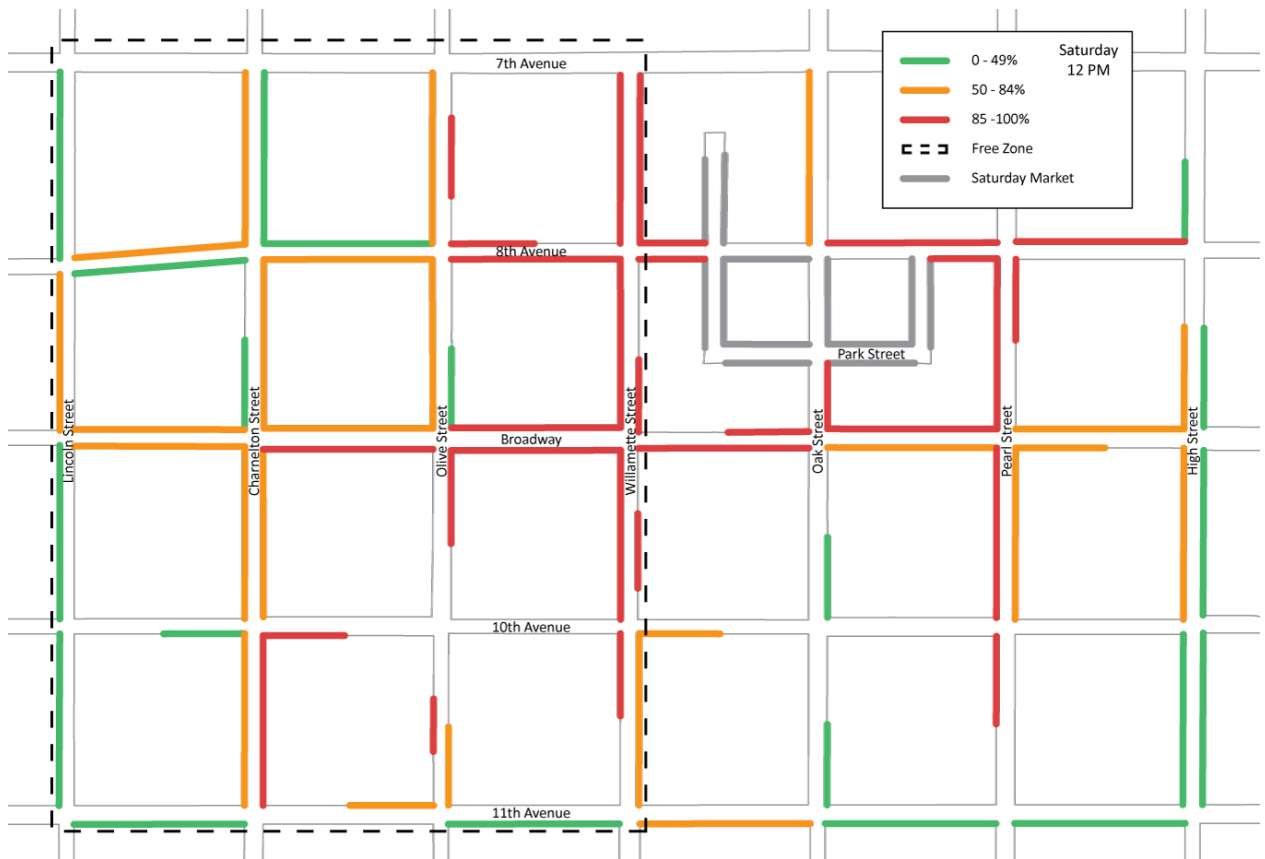 7th Avenue
Saturday
12 PM
0 - 49%
50 - 84%
85 -100%
Free Zone
Saturday Market
8th Avenue
Park Street
Lincoln Street
Charnelton Street
Olive Street
Broadway
Willamette Street
Oak Street
Pearl Street
High Street
10th Avenue
11th Avenue